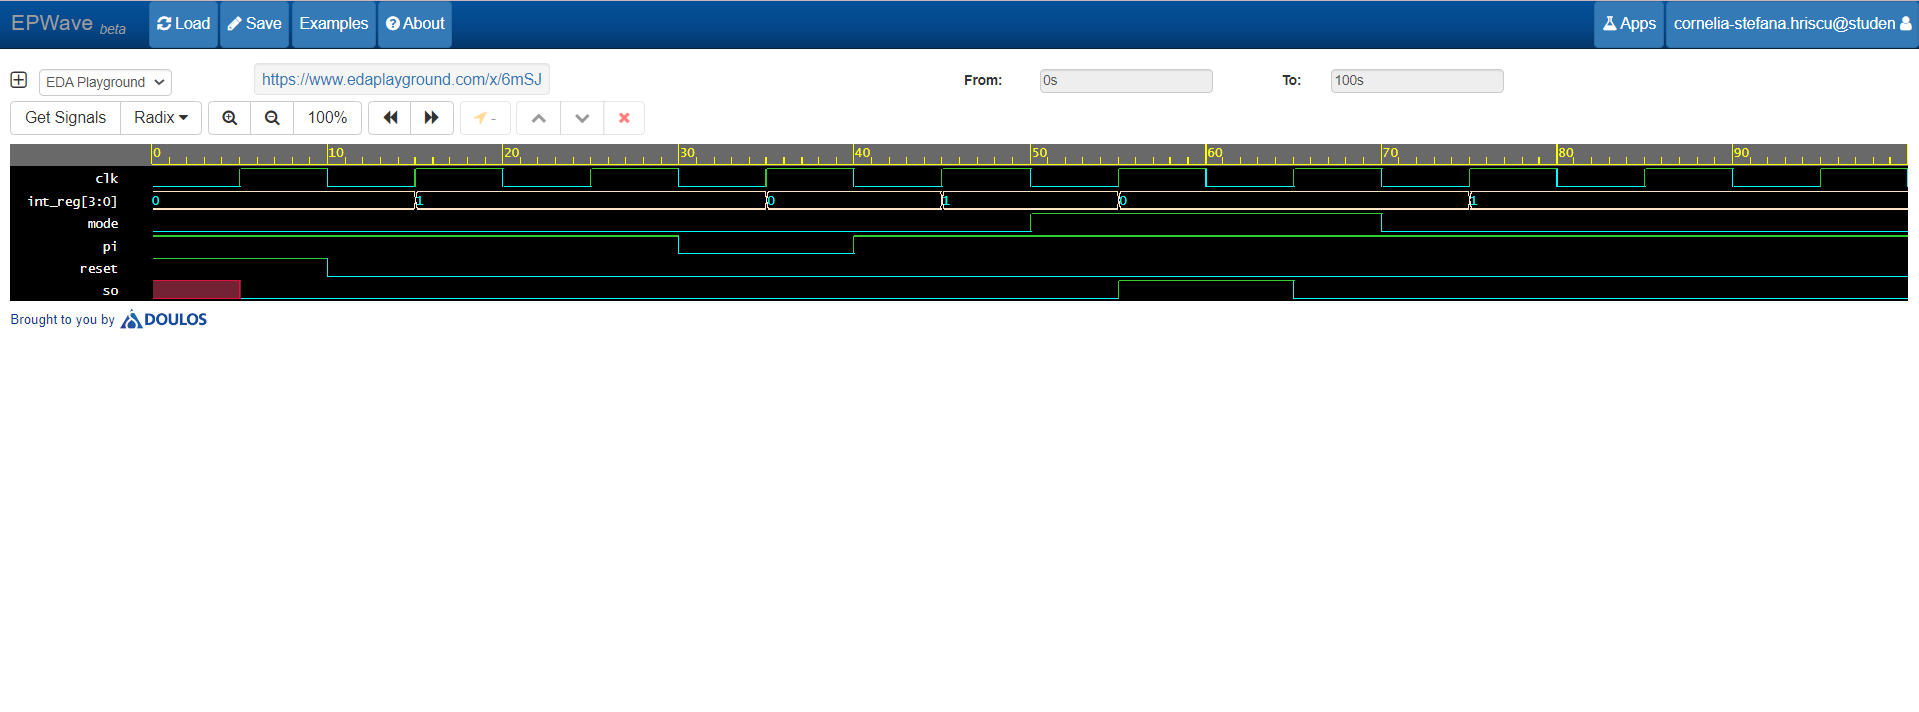 EPWave beta Load Save Examples About Apps cornelia-stefana.hriscu@studen
EDA Playground https://www.edaplayground.com/x/6mSJ From: 0s To: 100s
Get Signals Radix 100% -
0 10 20 30 40 50 60 70 80 90
clk
int_reg[3:0] 0 1 0 1 0 1
mode
pi
reset
so
Brought to you by DOULOS